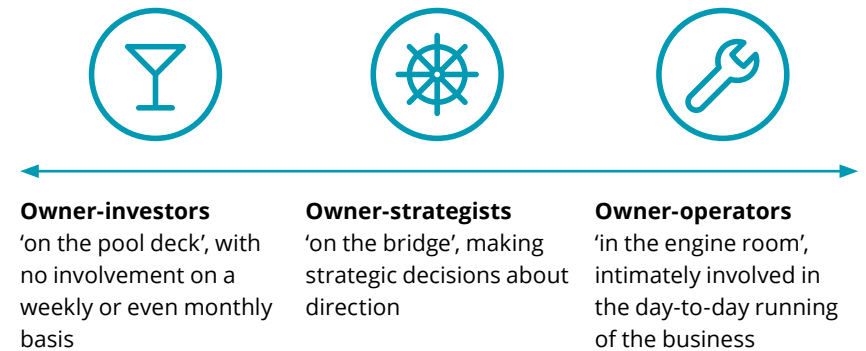 Owner-investors
‘on the pool deck’, with
no involvement on a
weekly or even monthly
basis
Owner-strategists
‘on the bridge’, making
strategic decisions about
direction
Owner-operators
‘in the engine room’,
intimately involved in
the day-to-day running
of the business